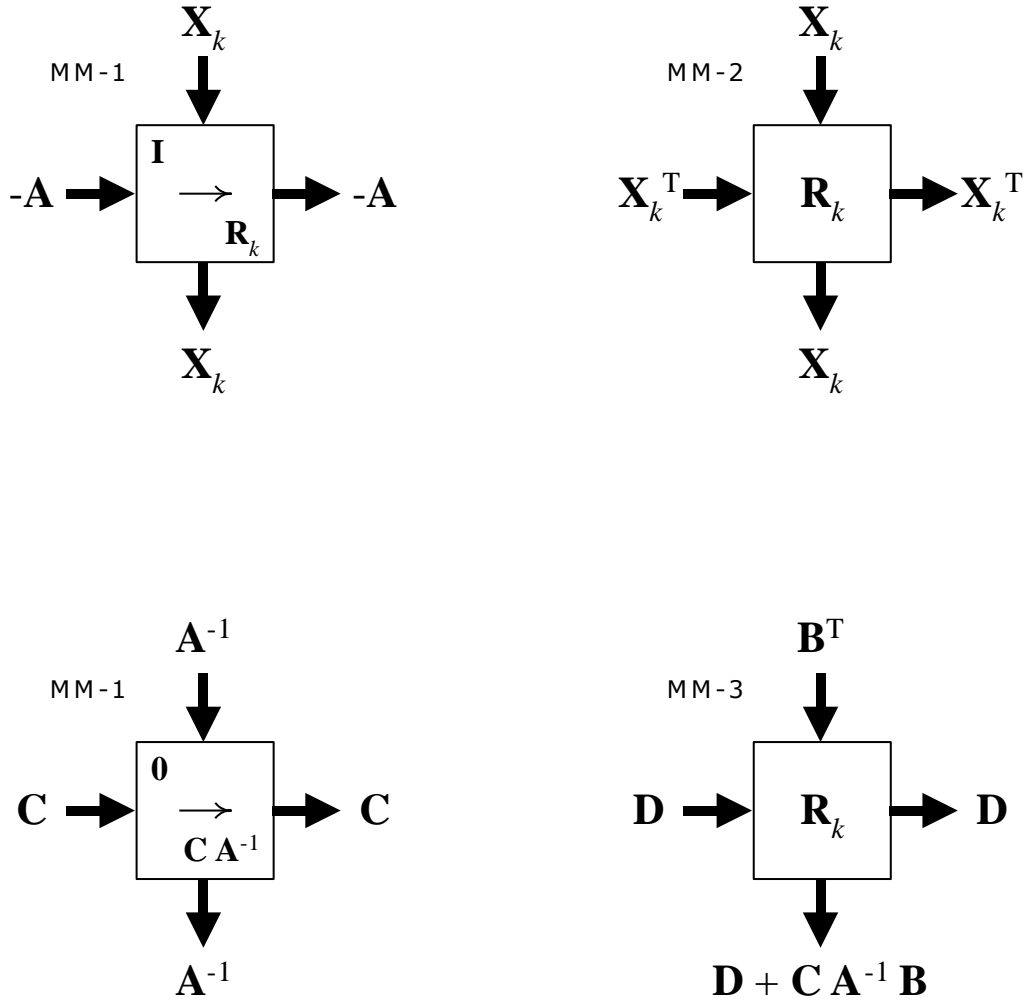 X_k X_k
MM-1 MM-2
I
-A → -A X_k^T R_k X_k^T
R_k
X_k X_k
A^-1 B^T
MM-1 MM-3
0
C → C D R_k D
C A^-1
A^-1 D + C A^-1 B